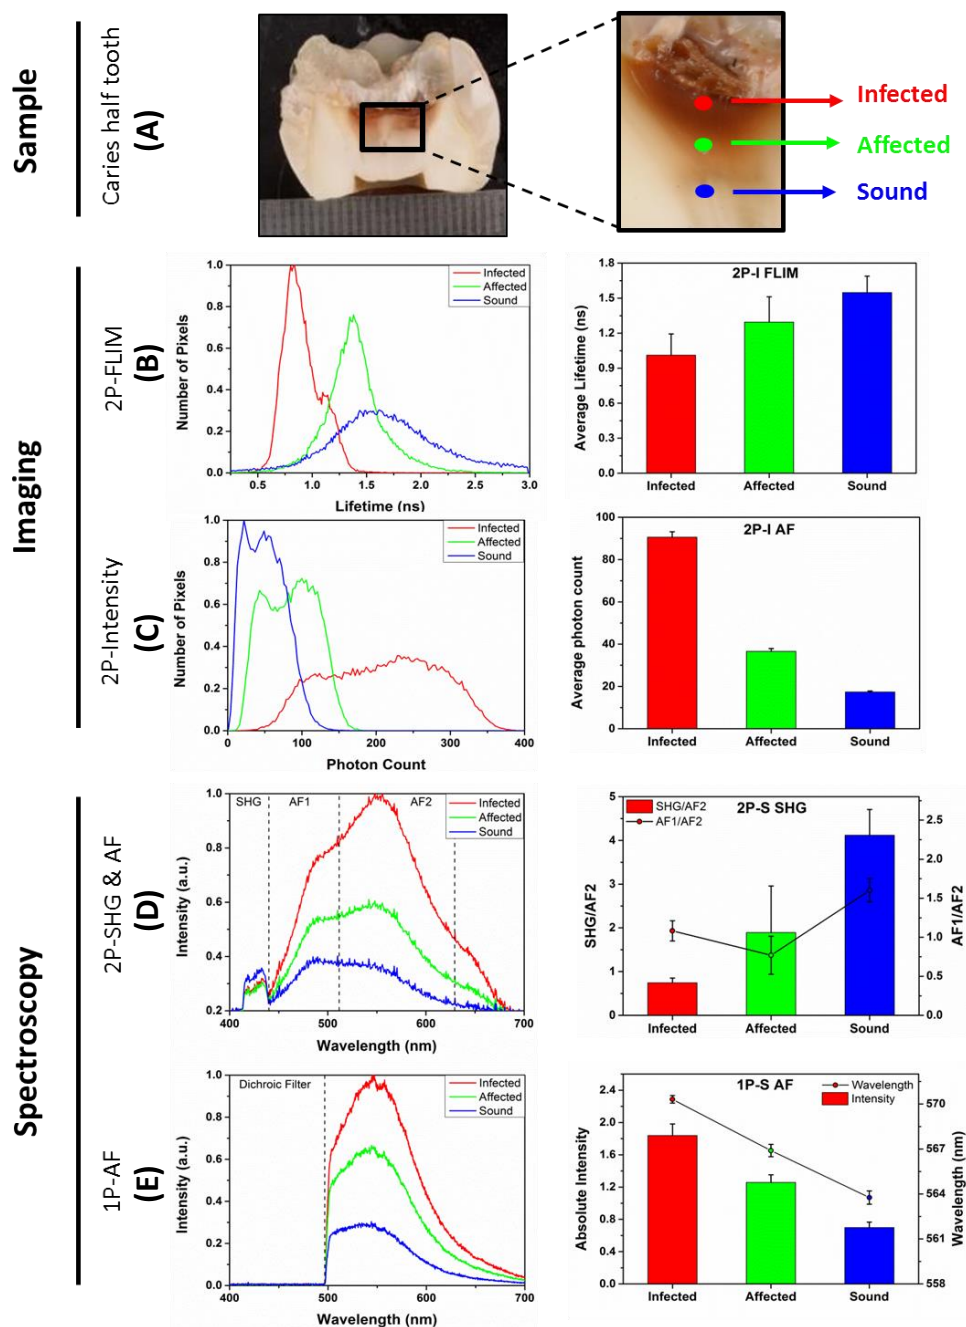 Sample
Caries half tooth
(A)
Infected
Affected
Sound
Imaging
2P-FLIM
(B)
1.0
0.8
0.6
0.4
0.2
0.0
Number of Pixels
Infected
Affected
Sound
0.5 1.0 1.5 2.0 2.5 3.0
Lifetime (ns)
2P-I FLIM
1.8
1.5
1.2
0.9
0.6
0.3
0.0
Average Lifetime (ns)
Infected Affected Sound
2P-Intensity
(C)
1.0
0.8
0.6
0.4
0.2
0.0
Number of Pixels
Infected
Affected
Sound
0 100 200 300 400
Photon Count
2P-I AF
100
80
60
40
20
0
Average photon count
Infected Affected Sound
Spectroscopy
2P-SHG & AF
(D)
SHG AF1 AF2
1.0
0.8
0.6
0.4
0.2
Intensity (a.u.)
Infected
Affected
Sound
400 500 600 700
Wavelength (nm)
2P-S SHG
SHG/AF2
AF1/AF2
5
4
3
2
1
0
SHG/AF2
2.5
2.0
1.5
1.0
0.5
0.0
AF1/AF2
Infected Affected Sound
1P-AF
(E)
Dichroic Filter
1.0
0.8
0.6
0.4
0.2
0.0
Intensity (a.u.)
Infected
Affected
Sound
400 500 600 700
Wavelength (nm)
1P-S AF
Wavelength
Intensity
2.4
2.0
1.6
1.2
0.8
0.4
0.0
Absolute Intensity
570
567
564
561
558
Wavelength (nm)
Infected Affected Sound